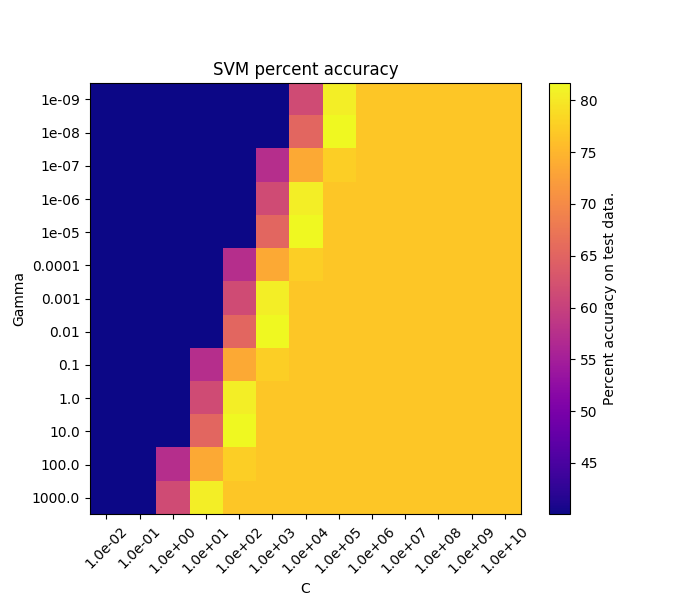 SVM percent accuracy
1e-09
1e-08
1e-07
1e-06
1e-05
0.0001
0.001
0.01
0.1
1.0
10.0
100.0
1000.0
Gamma
1.0e-02
1.0e-01
1.0e+00
1.0e+01
1.0e+02
1.0e+03
1.0e+04
1.0e+05
1.0e+06
1.0e+07
1.0e+08
1.0e+09
1.0e+10
C
80
75
70
65
60
55
50
45
Percent accuracy on test data.